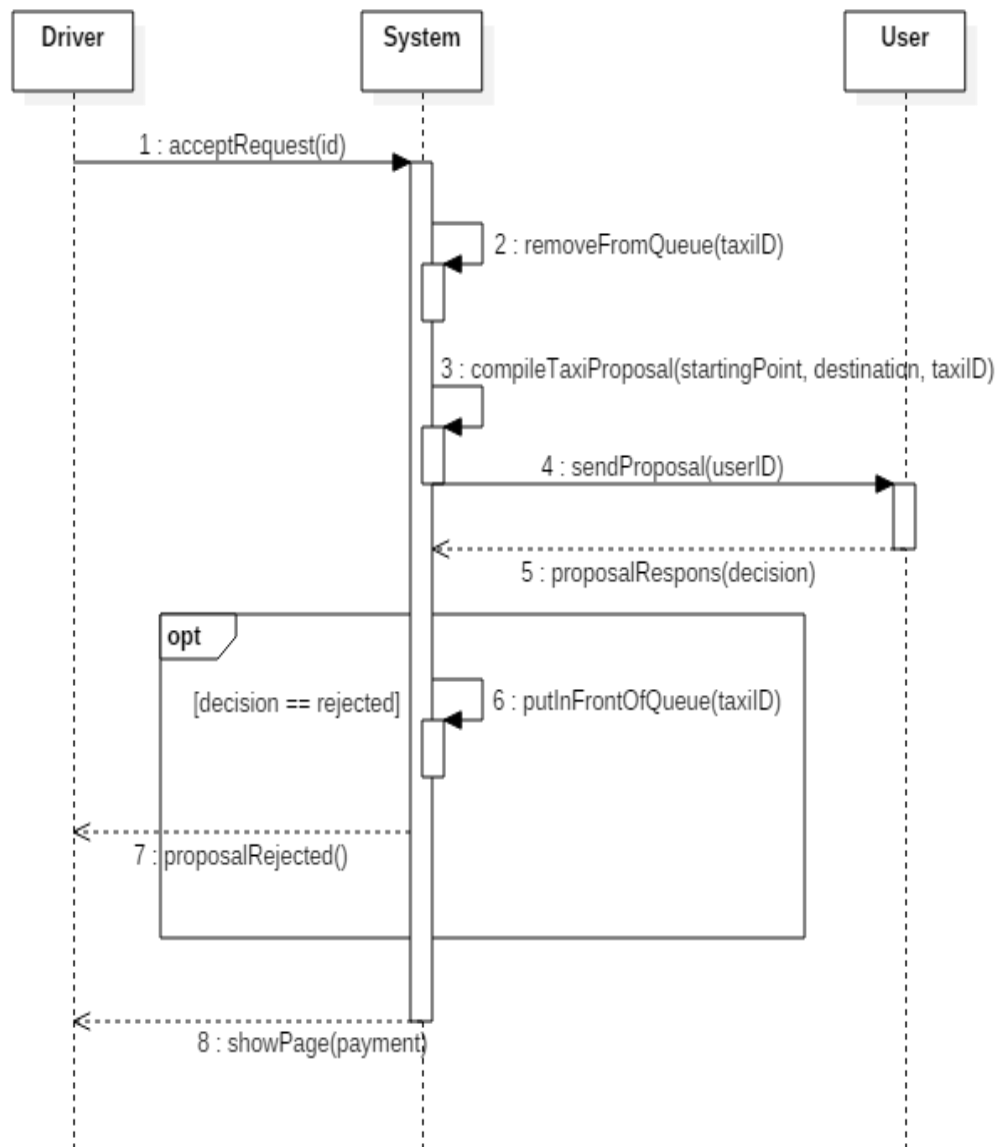 Driver
System
User
1 : acceptRequest(id)
2 : removeFromQueue(taxiID)
3 : compileTaxiProposal(startingPoint, destination, taxiID)
4 : sendProposal(userID)
5 : proposalRespons(decision)
opt
[decision == rejected]
6 : putInFrontOfQueue(taxiID)
7 : proposalRejected()
8 : showPage(payment)